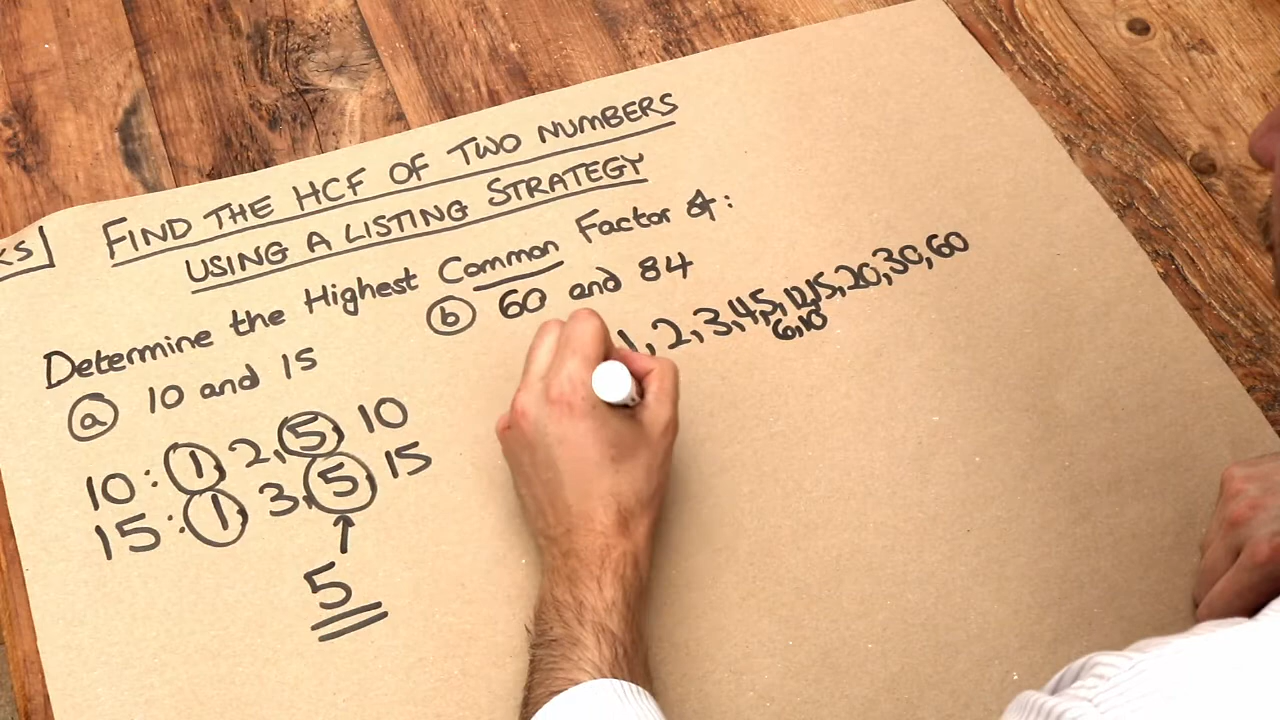 KS
FIND THE HCF OF TWO NUMBERS
USING A LISTING STRATEGY
Determine the Highest Common Factor of:
a 10 and 15
b 60 and 84
10: 1 2, 5, 10
15: 1 3, 5, 15
5
1, 2, 3, 4, 5, 12, 15, 20, 30, 60
6, 10